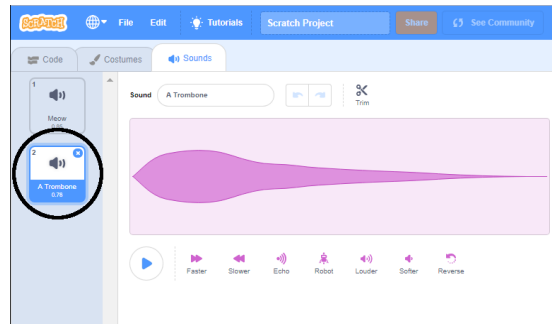 SCRATCH File Edit Tutorials Scratch Project Share See Community
Code Costumes Sounds
1
Meow
Sound A Trombone
Trim
2
A Trombone
0.78
Faster Slower Echo Robot Louder Softer Reverse